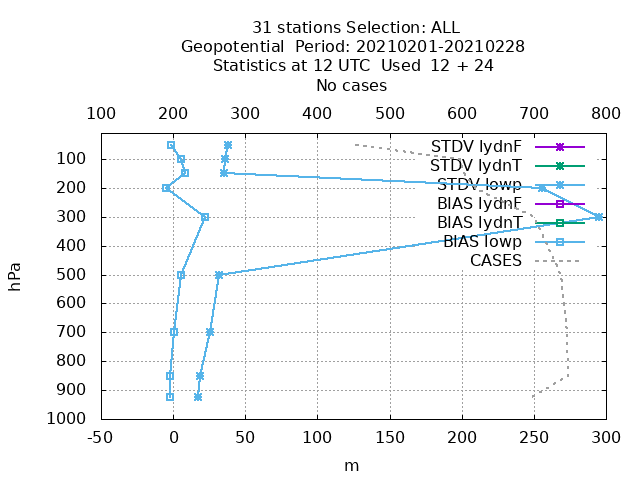 31 stations Selection: ALL
Geopotential  Period: 20210201-20210228
Statistics at 12 UTC  Used  12 + 24
No cases
100 200 300 400 500 600 700 800
STDV lydnF
STDV lydnT
STDV lowp
BIAS lydnF
BIAS lydnT
BIAS lowp
CASES
100
200
300
400
500
600
700
800
900
1000
hPa
-50 0 50 100 150 200 250 300
m